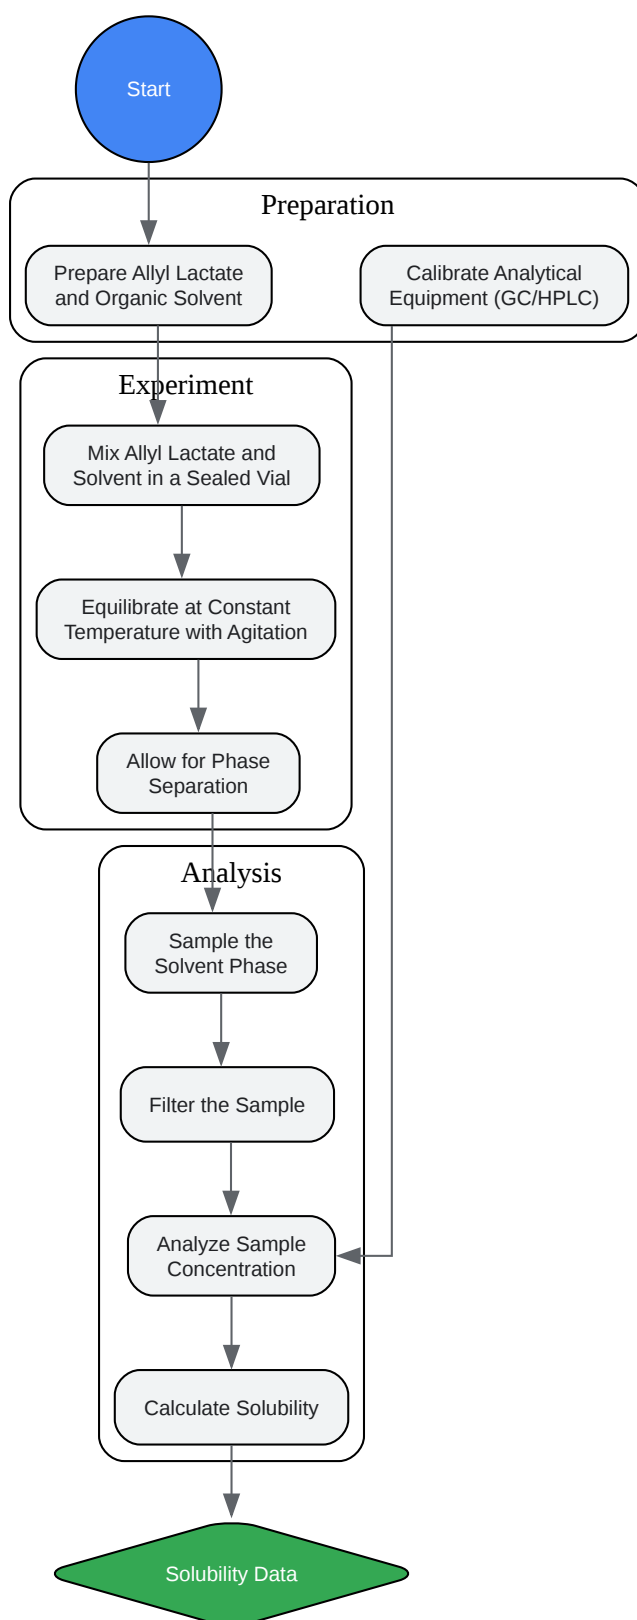 Start
Preparation
Prepare Allyl Lactate
and Organic Solvent
Calibrate Analytical
Equipment (GC/HPLC)
Experiment
Mix Allyl Lactate and
Solvent in a Sealed Vial
Equilibrate at Constant
Temperature with Agitation
Allow for Phase
Separation
Analysis
Sample the
Solvent Phase
Filter the Sample
Analyze Sample
Concentration
Calculate Solubility
Solubility Data